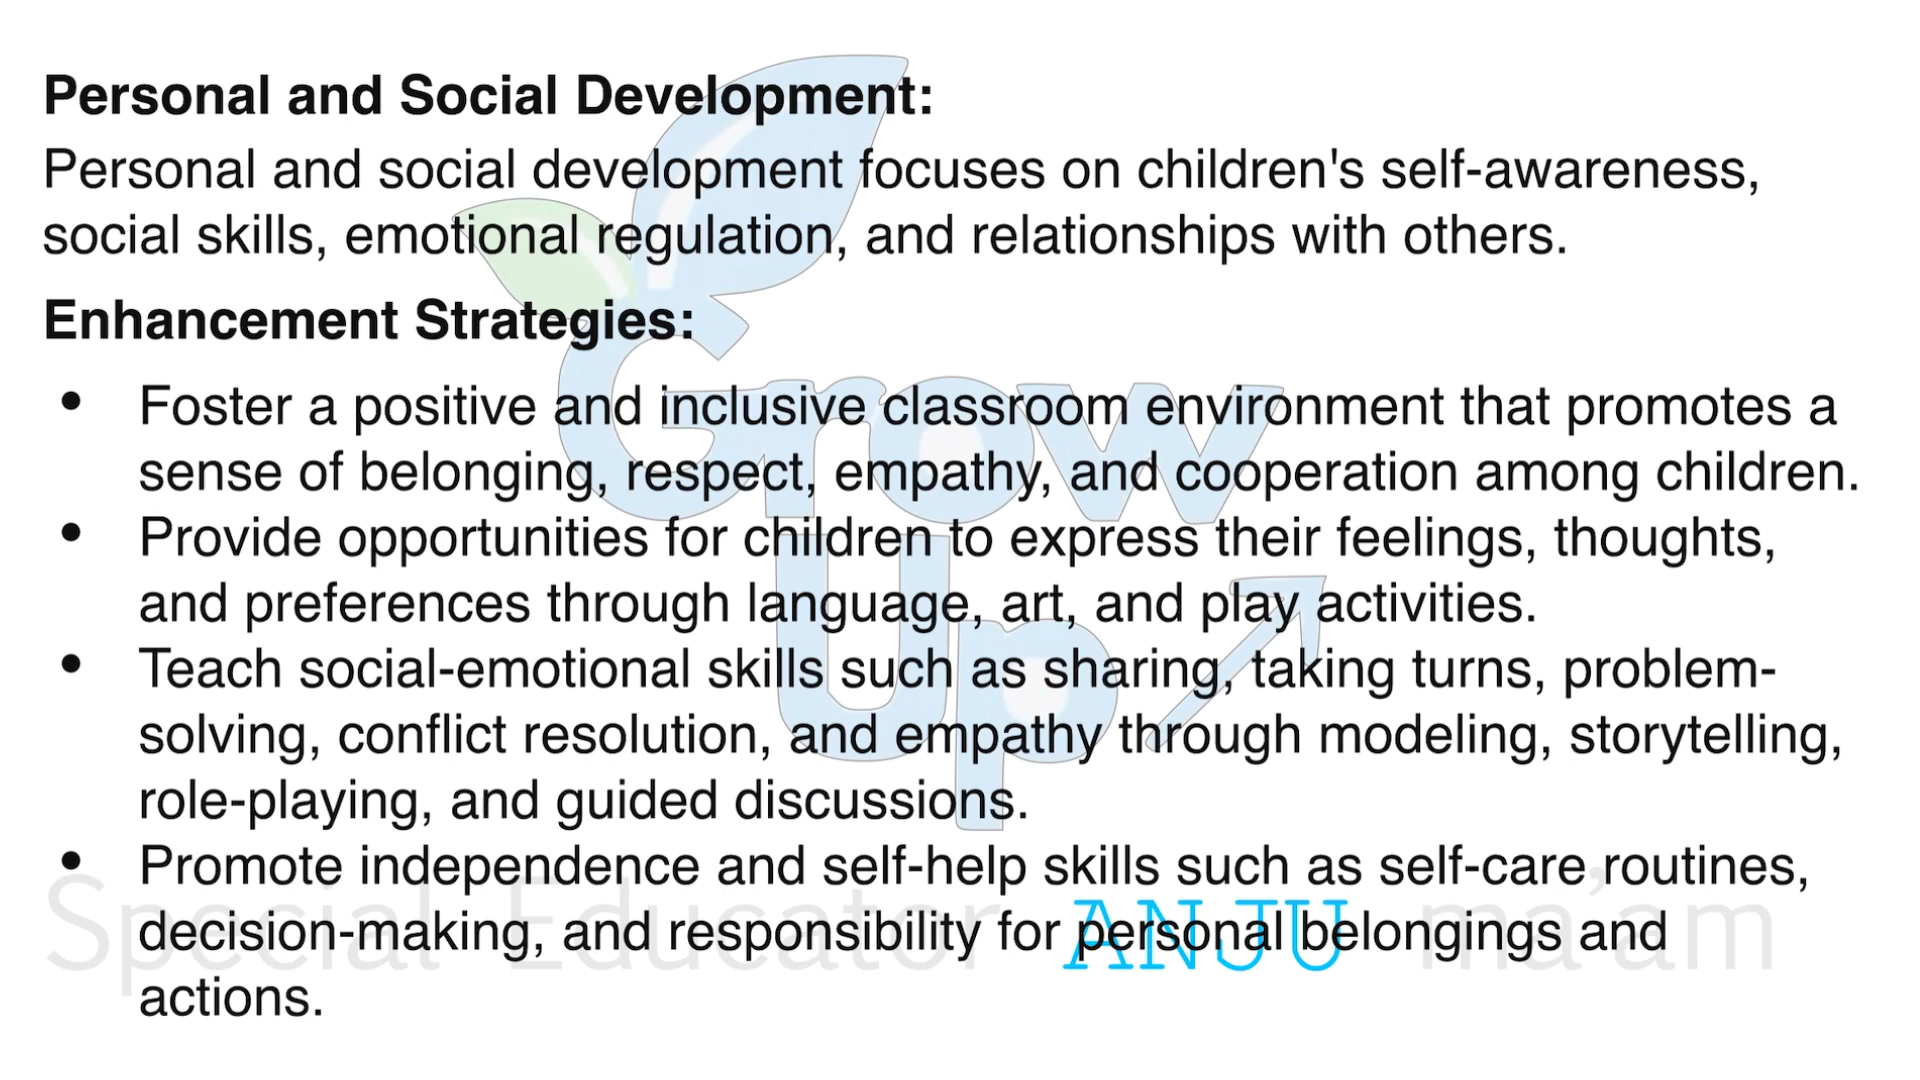 Personal and Social Development:
Personal and social development focuses on children's self-awareness,
social skills, emotional regulation, and relationships with others.
Enhancement Strategies:
• Foster a positive and inclusive classroom environment that promotes a
sense of belonging, respect, empathy, and cooperation among children.
• Provide opportunities for children to express their feelings, thoughts,
and preferences through language, art, and play activities.
• Teach social-emotional skills such as sharing, taking turns, problem-
solving, conflict resolution, and empathy through modeling, storytelling,
role-playing, and guided discussions.
• Promote independence and self-help skills such as self-care routines,
decision-making, and responsibility for personal belongings and
actions.
Grow
Up
Special Educator ANJU ma'am